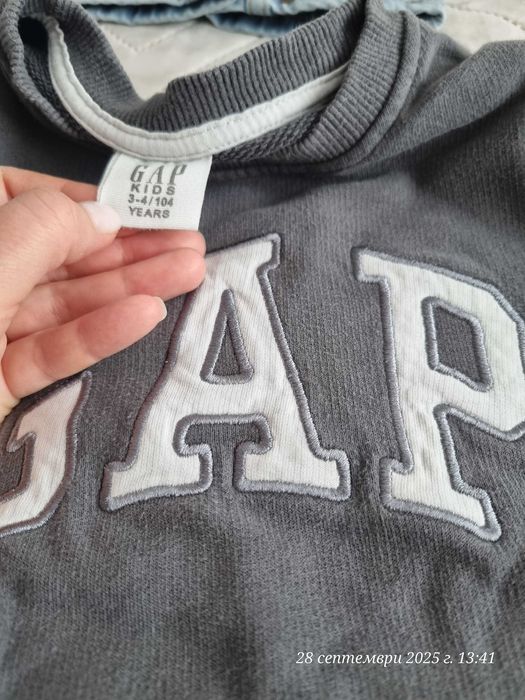 GAP
KIDS
3-4/104
YEARS
GAP
28 септември 2025 г. 13:41